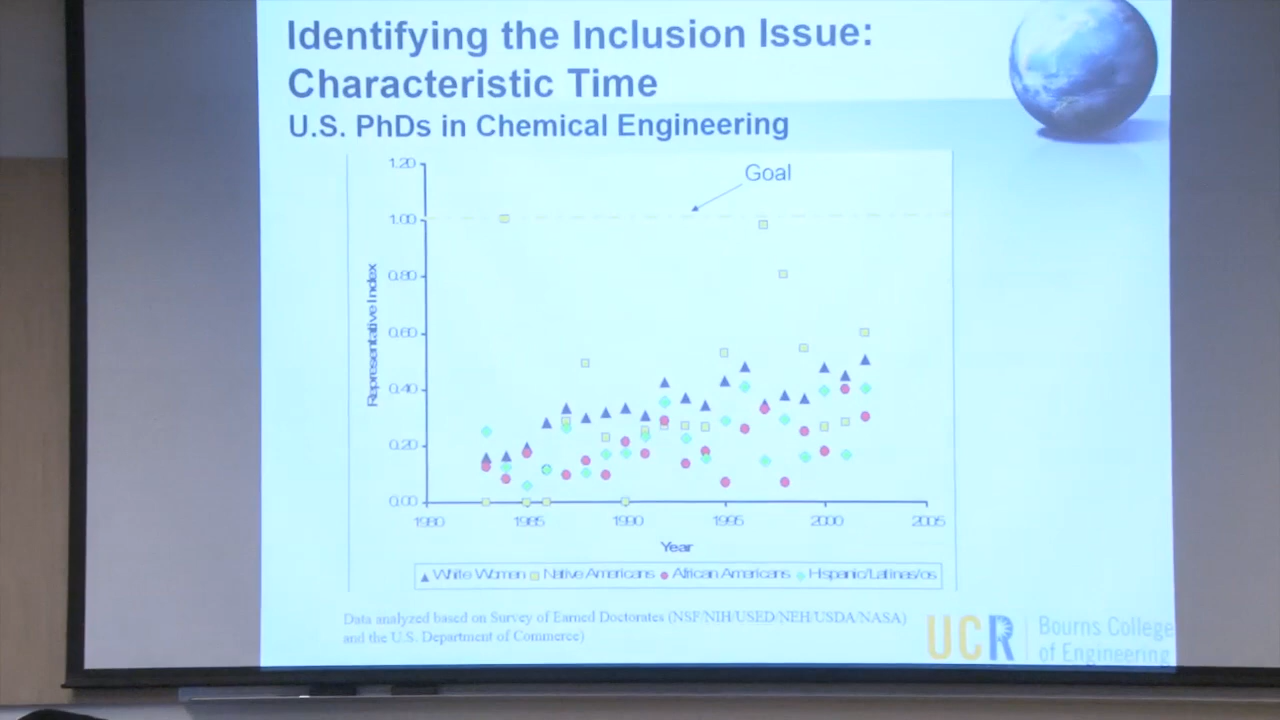 Identifying the Inclusion Issue:
Characteristic Time
U.S. PhDs in Chemical Engineering
Goal
1.20
1.00
0.80
0.60
0.40
0.20
0.00
Representative Index
1980 1985 1990 1995 2000 2005
Year
White Women Native Americans African Americans Hispanic/Latinas/os
Data analyzed based on Survey of Earned Doctorates (NSF/NIH/USED/NEH/USDA/NASA)
and the U.S. Department of Commerce)
UCR Bourns College
of Engineering